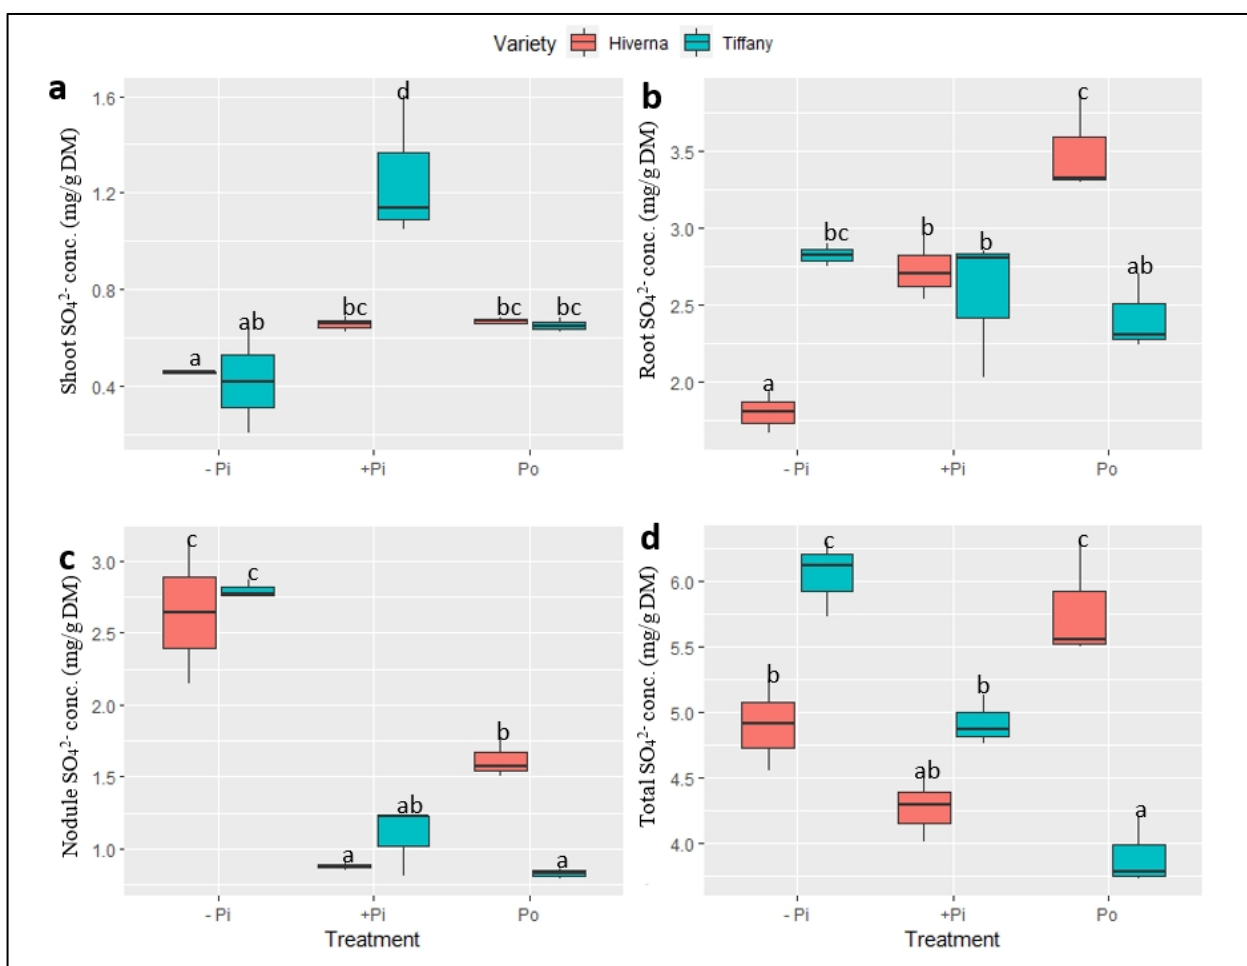 Variety Hiverna Tiffany
a
Shoot SO₄²⁻ conc. (mg/g DM)
1.6
1.2
0.8
0.4
a
ab
bc
d
bc
bc
- Pi
+Pi
Po
b
Root SO₄²⁻ conc. (mg/g DM)
3.5
3.0
2.5
2.0
a
bc
b
b
c
ab
- Pi
+Pi
Po
c
Nodule SO₄²⁻ conc. (mg/g DM)
3.0
2.5
2.0
1.5
1.0
c
c
a
ab
b
a
- Pi
+Pi
Po
Treatment
d
Total SO₄²⁻ conc. (mg/g DM)
6.0
5.5
5.0
4.5
4.0
b
c
ab
b
c
a
- Pi
+Pi
Po
Treatment